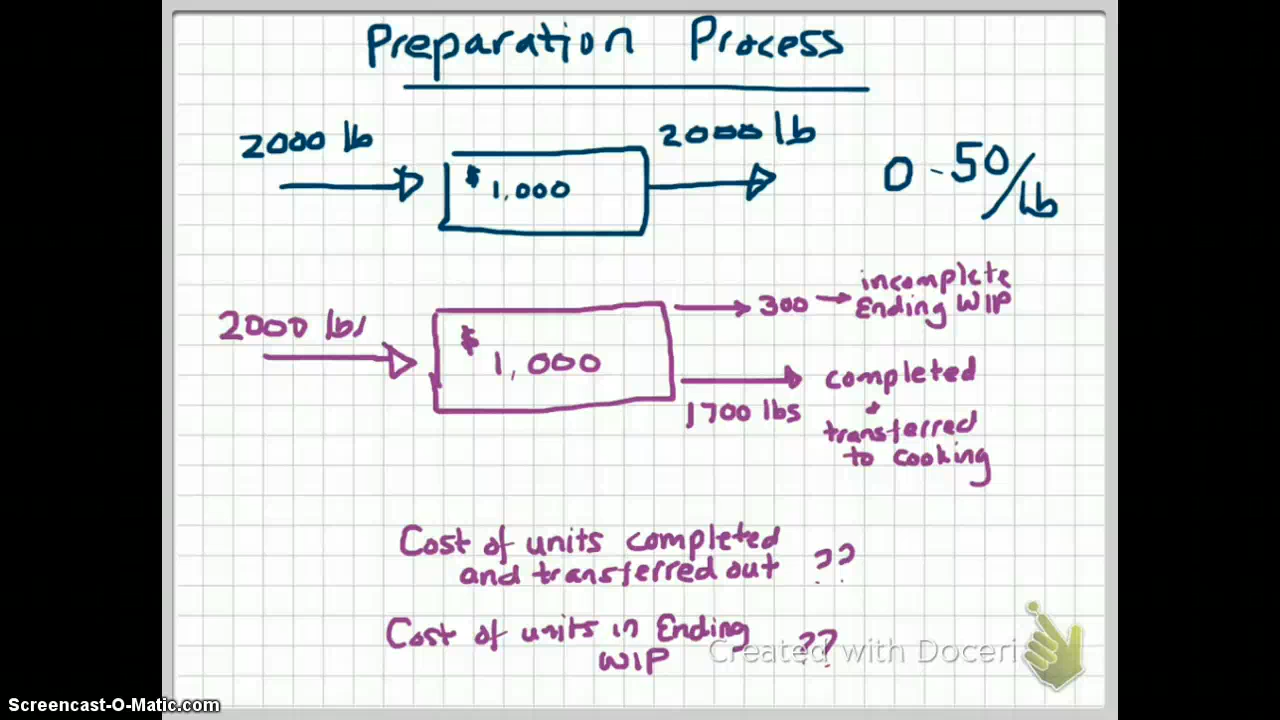 Preparation Process
2000 lb
$1,000
2000 lb
0.50/lb
2000 lbs
$1,000
300
incomplete
Ending WIP
1700 lbs
completed
+
transferred
to cooking
Cost of units completed
and transferred out ??
Cost of units in Ending
WIP ??
Created with Doceri
Screencast-O-Matic.com